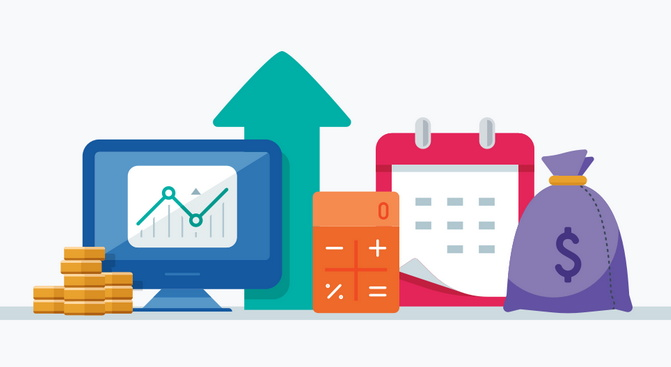 0
− +
% =
$